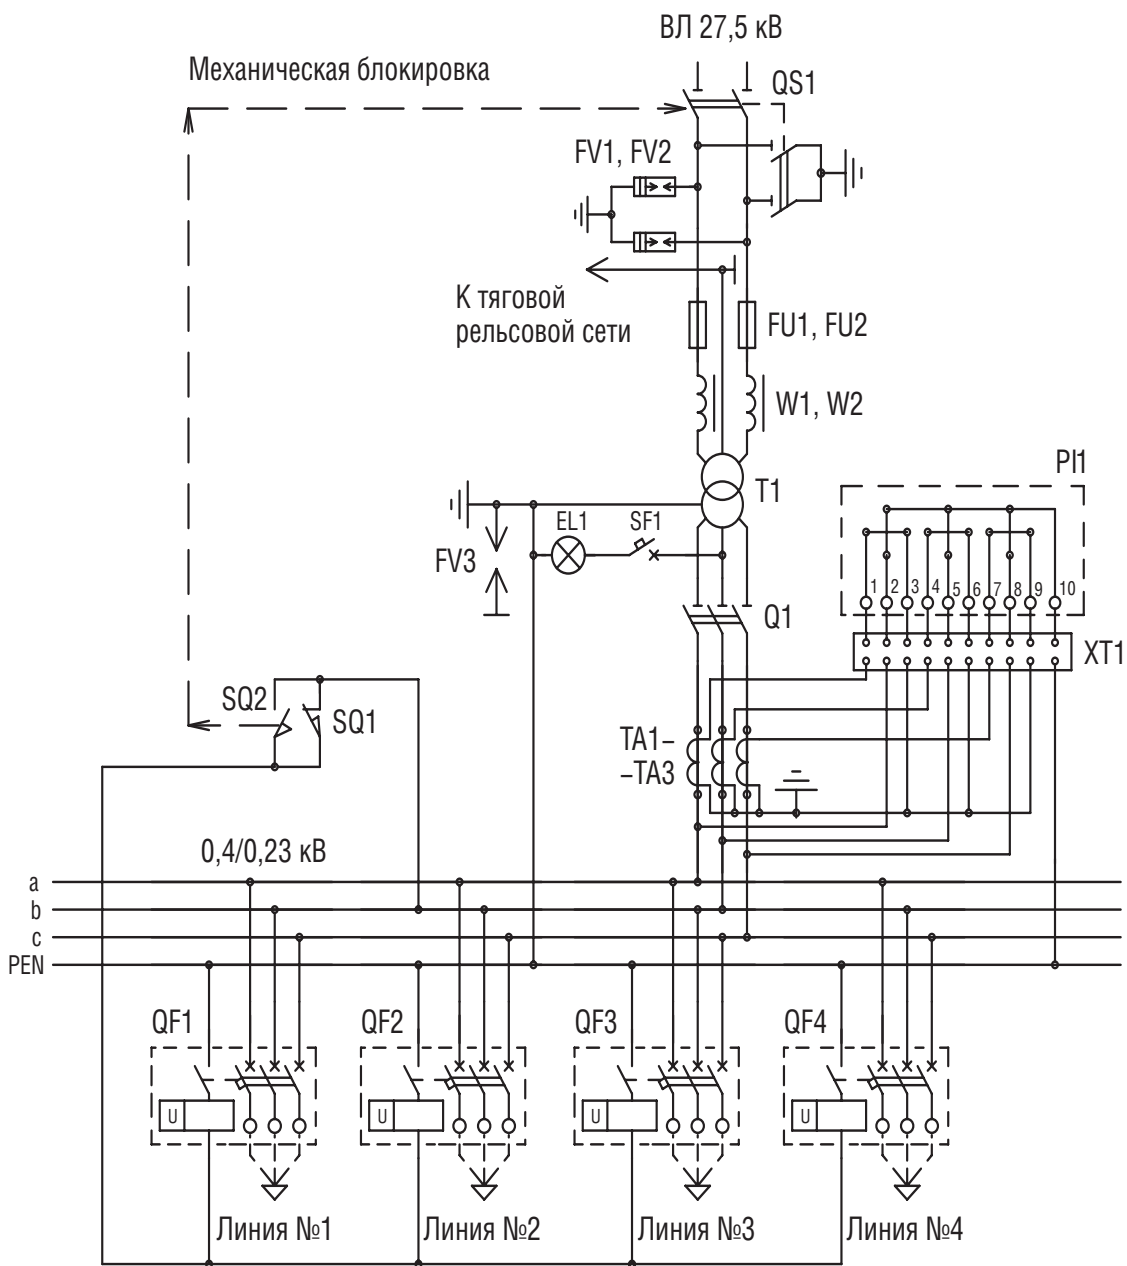 ВЛ 27,5 кВ
Механическая блокировка
QS1
FV1, FV2
К тяговой
рельсовой сети
FU1, FU2
W1, W2
PI1
T1
EL1
SF1
FV3
1 2 3 4 5 6 7 8 9 10
Q1
XT1
SQ2
SQ1
TA1–
–TA3
0,4/0,23 кВ
a
b
c
PEN
QF1
QF2
QF3
QF4
U
U
U
U
Линия №1
Линия №2
Линия №3
Линия №4